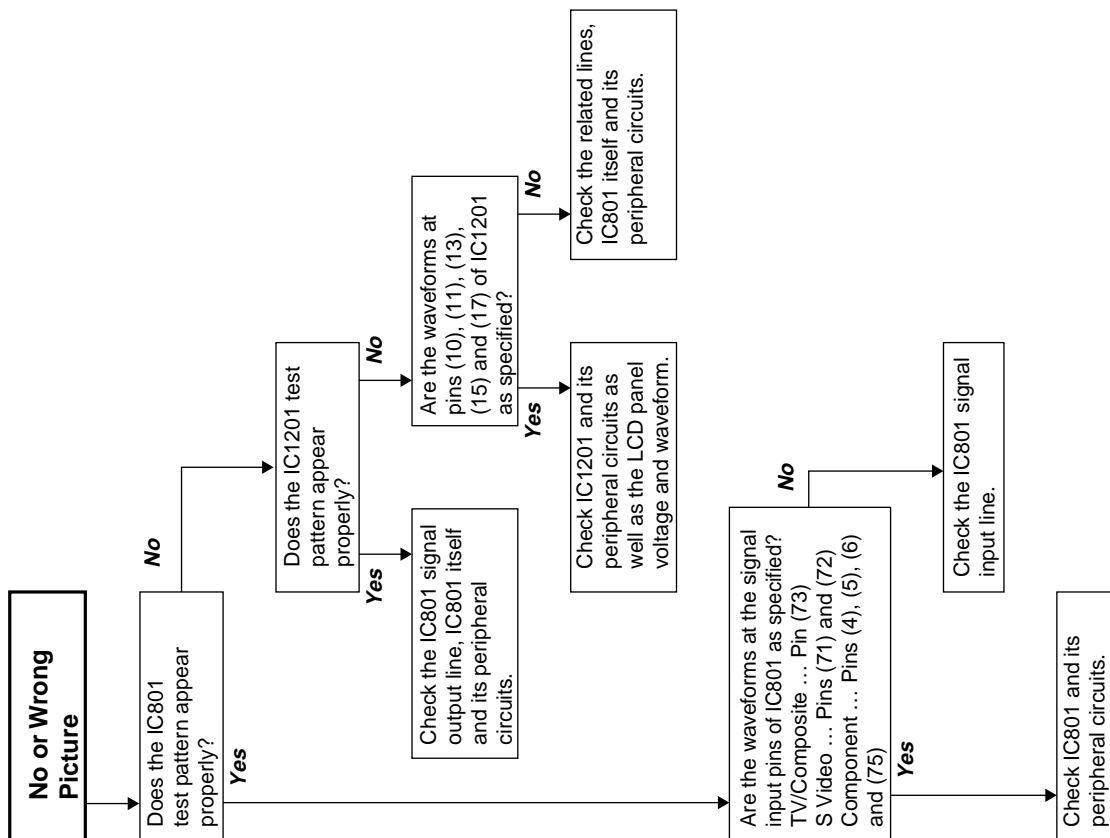 No or Wrong
Picture
Does the IC801
test pattern appear
properly?
No
Yes
Does the IC1201 test
pattern appear
properly?
No
Yes
Check the IC801 signal
output line, IC801 itself
and its peripheral
circuits.
Are the waveforms at
pins (10), (11), (13),
(15) and (17) of IC1201
as specified?
No
Yes
Check the related lines,
IC801 itself and its
peripheral circuits.
Check IC1201 and its
peripheral circuits as
well as the LCD panel
voltage and waveform.
Are the waveforms at the signal
input pins of IC801 as specified?
TV/Composite … Pin (73)
S Video … Pins (71) and (72)
Component … Pins (4), (5), (6)
and (75)
No
Yes
Check the IC801 signal
input line.
Check IC801 and its
peripheral circuits.